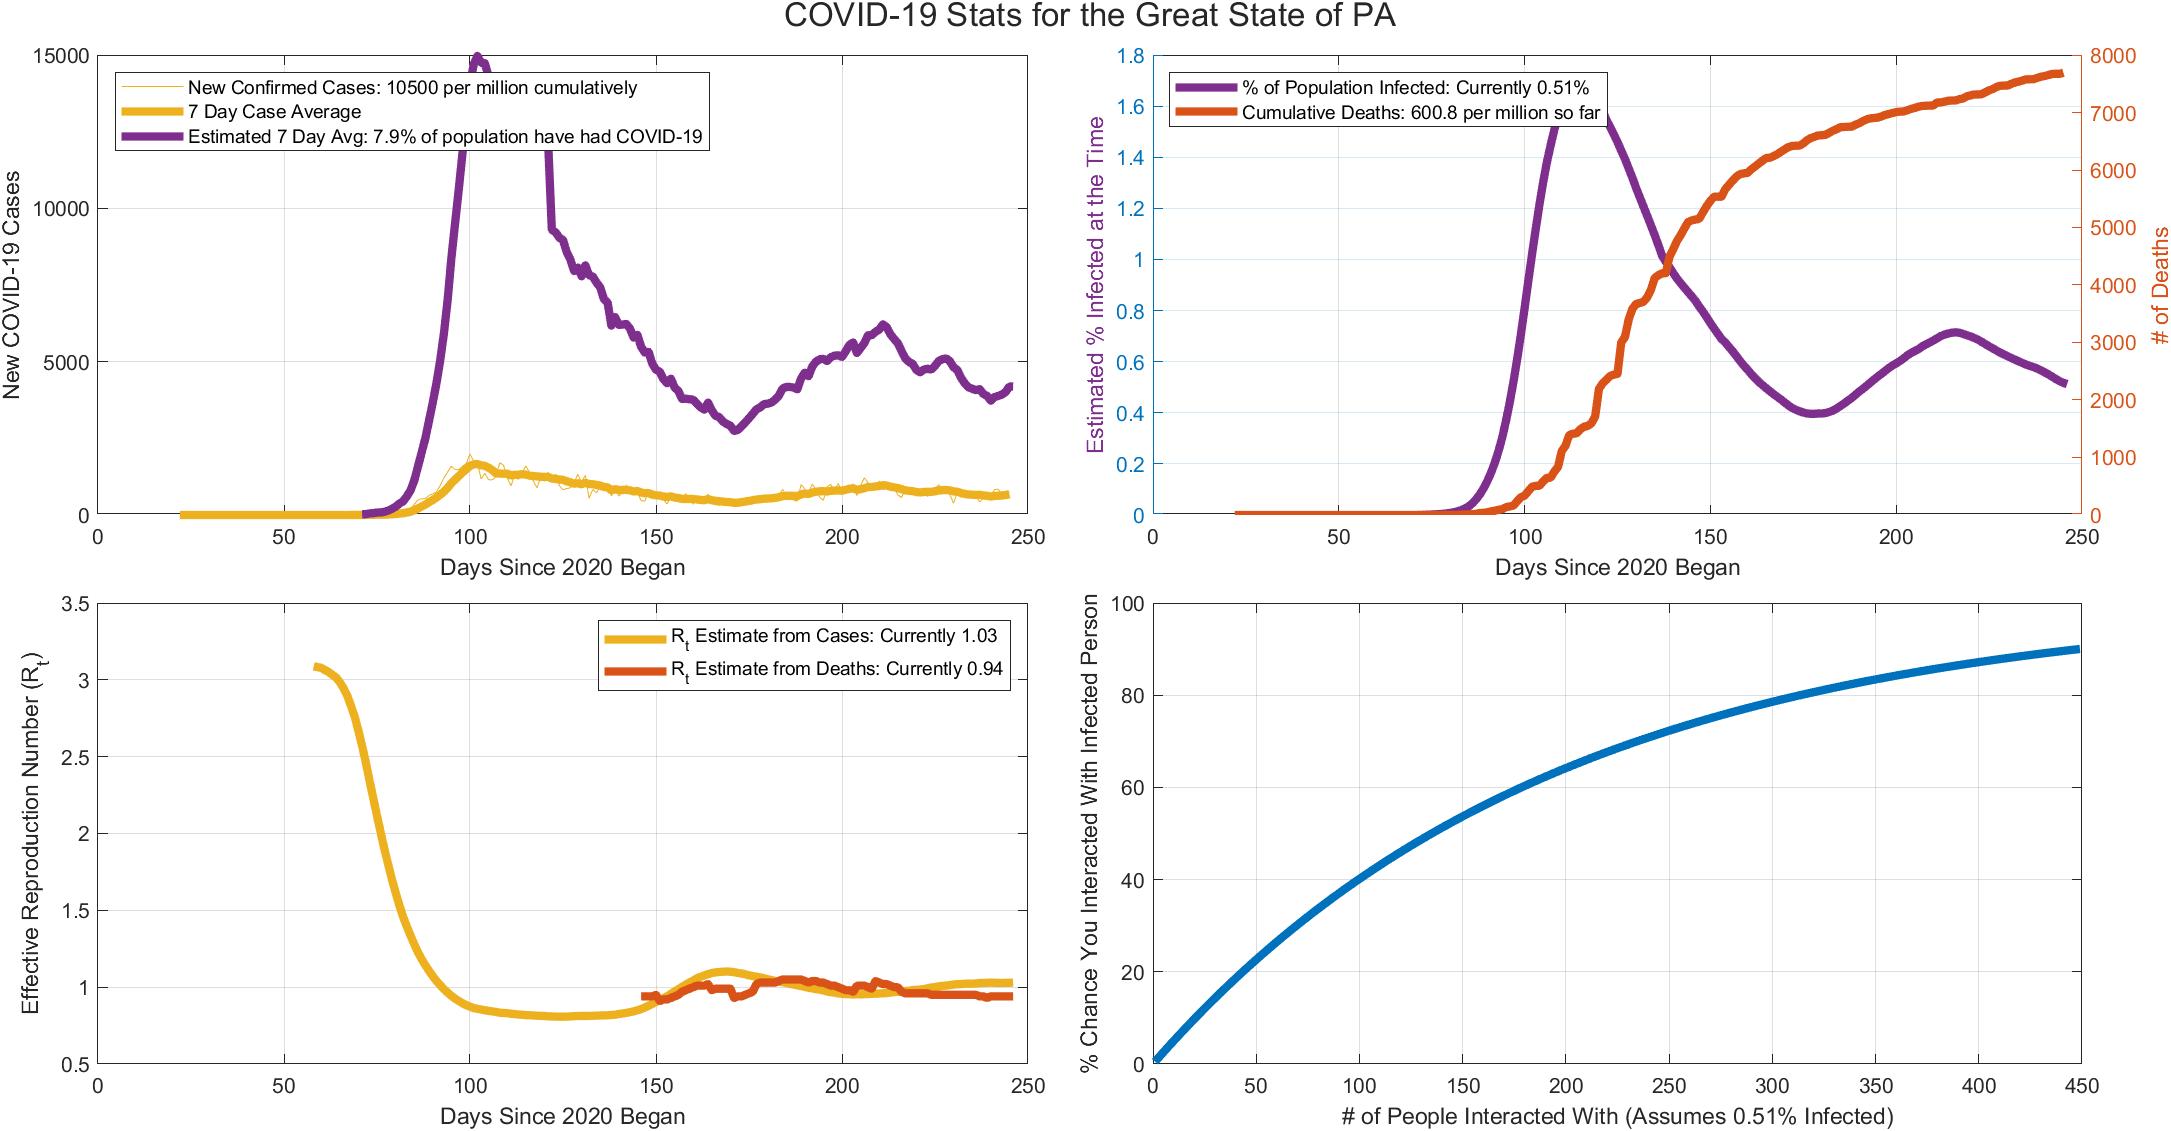 COVID-19 Stats for the Great State of PA
15000
10000
5000
0
New COVID-19 Cases
New Confirmed Cases: 10500 per million cumulatively
7 Day Case Average
Estimated 7 Day Avg: 7.9% of population have had COVID-19
0 50 100 150 200 250
Days Since 2020 Began
1.8
1.6
1.4
1.2
1
0.8
0.6
0.4
0.2
0
Estimated % Infected at the Time
% of Population Infected: Currently 0.51%
Cumulative Deaths: 600.8 per million so far
8000
7000
6000
5000
4000
3000
2000
1000
0
# of Deaths
0 50 100 150 200 250
Days Since 2020 Began
3.5
3
2.5
2
1.5
1
0.5
Effective Reproduction Number (Rt)
Rt Estimate from Cases: Currently 1.03
Rt Estimate from Deaths: Currently 0.94
0 50 100 150 200 250
Days Since 2020 Began
100
80
60
40
20
0
% Chance You Interacted With Infected Person
0 50 100 150 200 250 300 350 400 450
# of People Interacted With (Assumes 0.51% Infected)